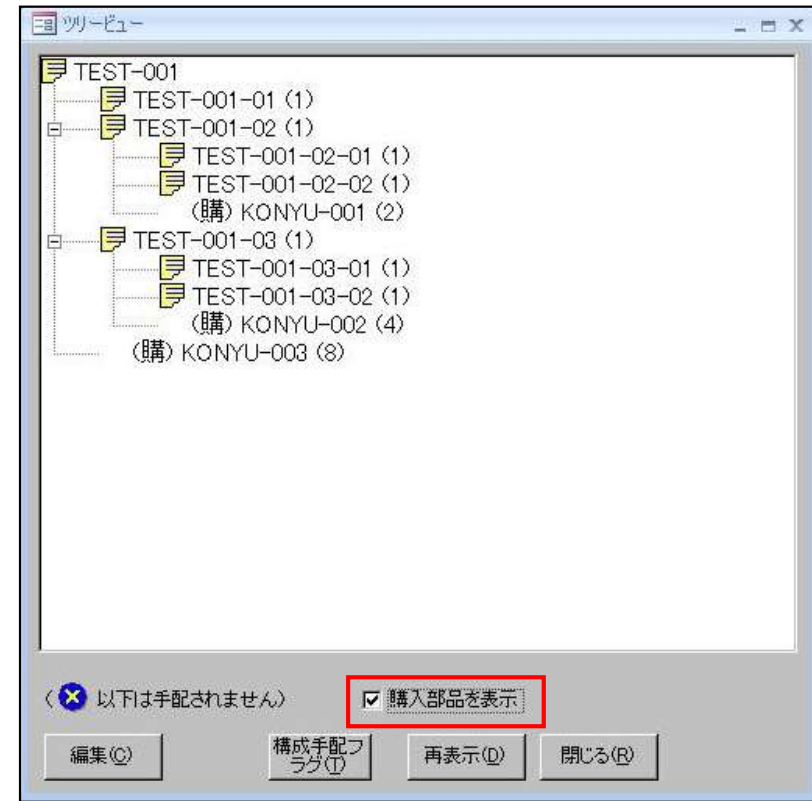 ツリービュー
TEST-001
TEST-001-01 (1)
TEST-001-02 (1)
TEST-001-02-01 (1)
TEST-001-02-02 (1)
(購) KONYU-001 (2)
TEST-001-03 (1)
TEST-001-03-01 (1)
TEST-001-03-02 (1)
(購) KONYU-002 (4)
(購) KONYU-003 (8)
( 以下は手配されません) 購入部品を表示
編集(C) 構成手配フ
ラグ(T) 再表示(D) 閉じる(R)